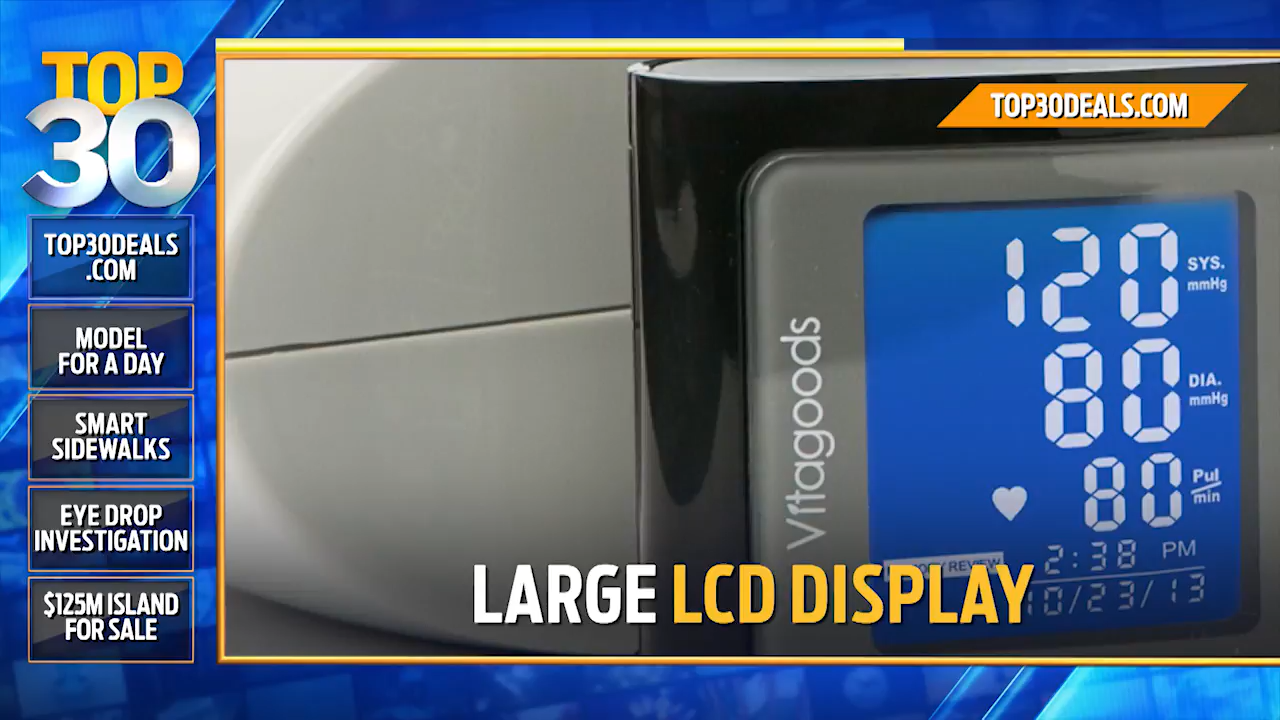 TOP
30
TOP30DEALS
.COM
MODEL
FOR A DAY
SMART
SIDEWALKS
EYE DROP
INVESTIGATION
$125M ISLAND
FOR SALE
TOP30DEALS.COM
Vitagoods
120 SYS.
mmHg
80 DIA.
mmHg
80 Pul/min
REVIEW
2:38 PM
10/23/13
LARGE LCD DISPLAY